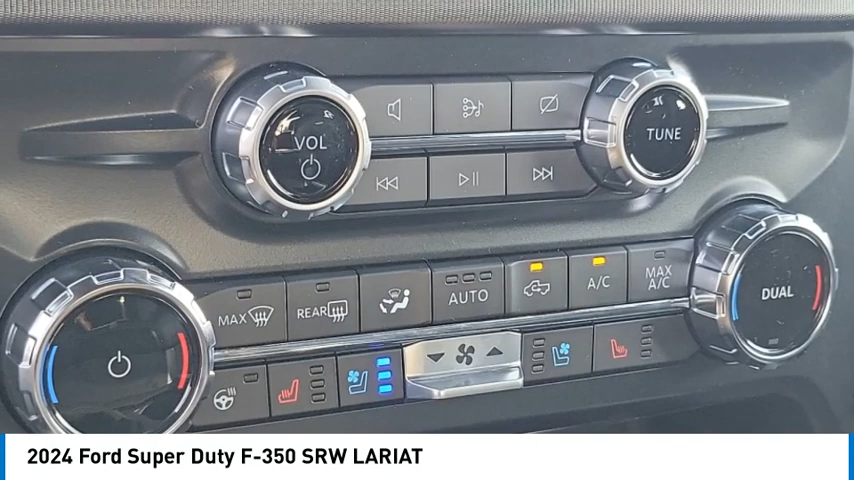 VOL
TUNE
MAX
REAR
AUTO
A/C
MAX
A/C
DUAL
2024 Ford Super Duty F-350 SRW LARIAT